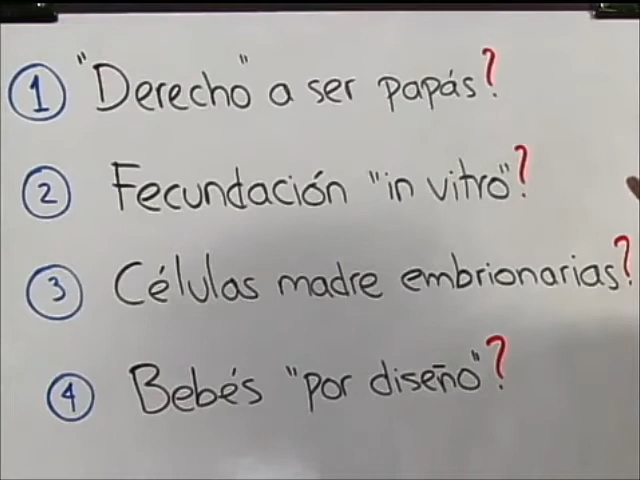 1 "Derecho" a ser papás?
2 Fecundación "in vitro"?
3 Células madre embrionarias?
4 Bebés "por diseño"?